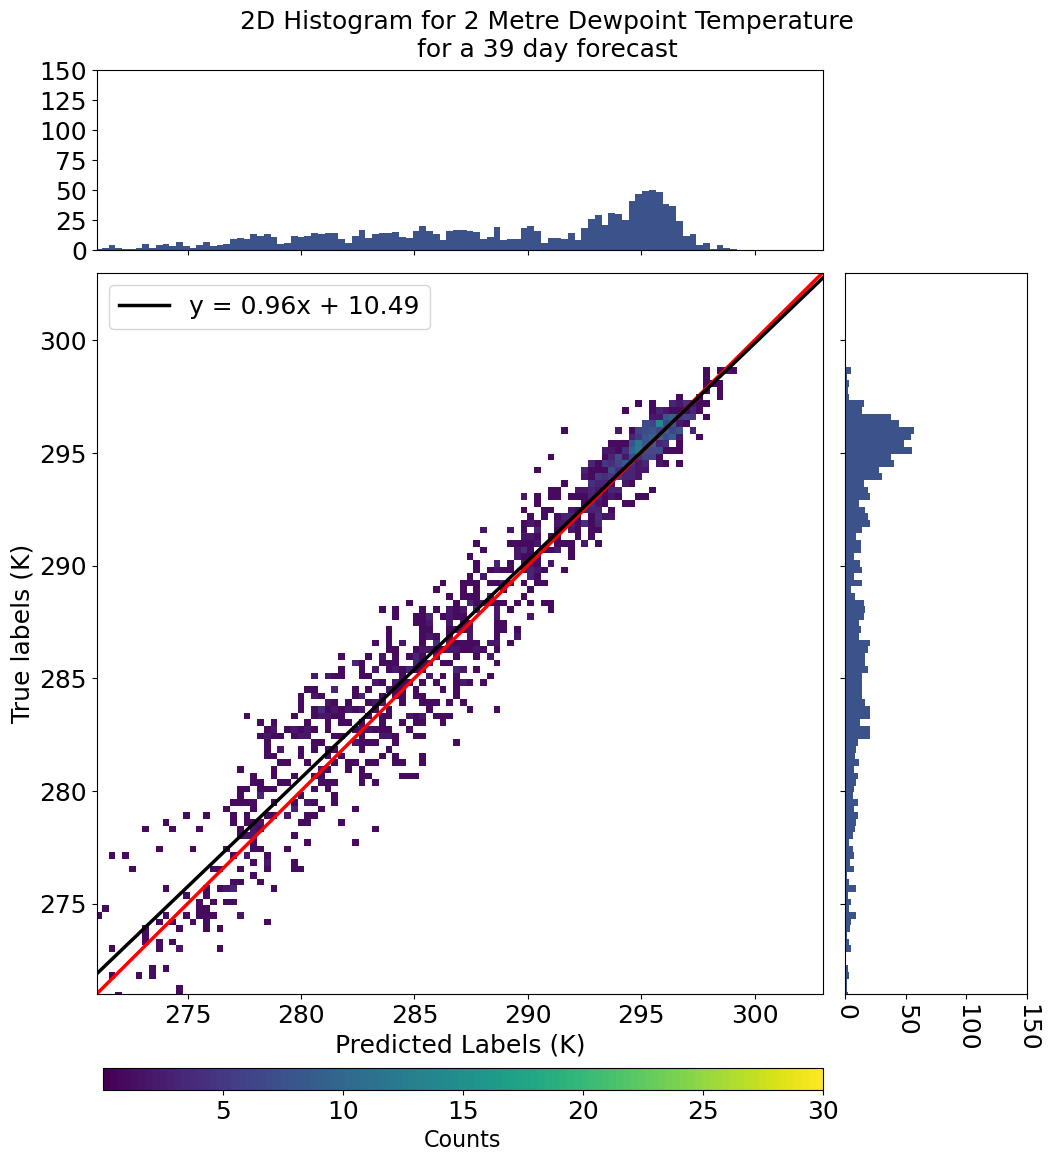 2D Histogram for 2 Metre Dewpoint Temperature
for a 39 day forecast
150
125
100
75
50
25
0
y = 0.96x + 10.49
True labels (K)
300
295
290
285
280
275
275 280 285 290 295 300
Predicted Labels (K)
0 50 100 150
5 10 15 20 25 30
Counts